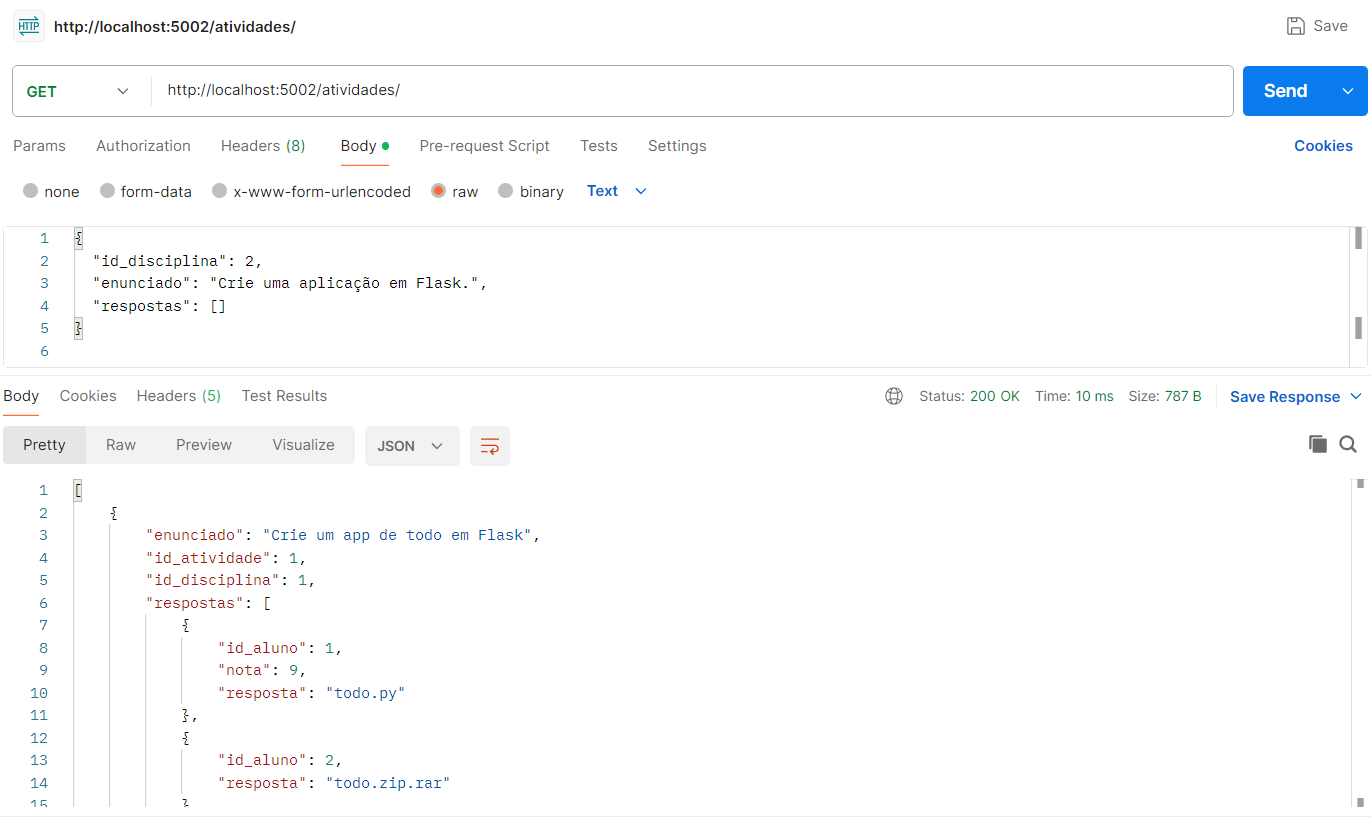 HTTP http://localhost:5002/atividades/ Save
GET http://localhost:5002/atividades/ Send
Params Authorization Headers (8) Body Pre-request Script Tests Settings Cookies
none form-data x-www-form-urlencoded raw binary Text
1 {
2 "id_disciplina": 2,
3 "enunciado": "Crie uma aplicação em Flask.",
4 "respostas": []
5 }
6
Body Cookies Headers (5) Test Results Status: 200 OK Time: 10 ms Size: 787 B Save Response
Pretty Raw Preview Visualize JSON
1 [
2 {
3 "enunciado": "Crie um app de todo em Flask",
4 "id_atividade": 1,
5 "id_disciplina": 1,
6 "respostas": [
7 {
8 "id_aluno": 1,
9 "nota": 9,
10 "resposta": "todo.py"
11 },
12 {
13 "id_aluno": 2,
14 "resposta": "todo.zip.rar"
15 }